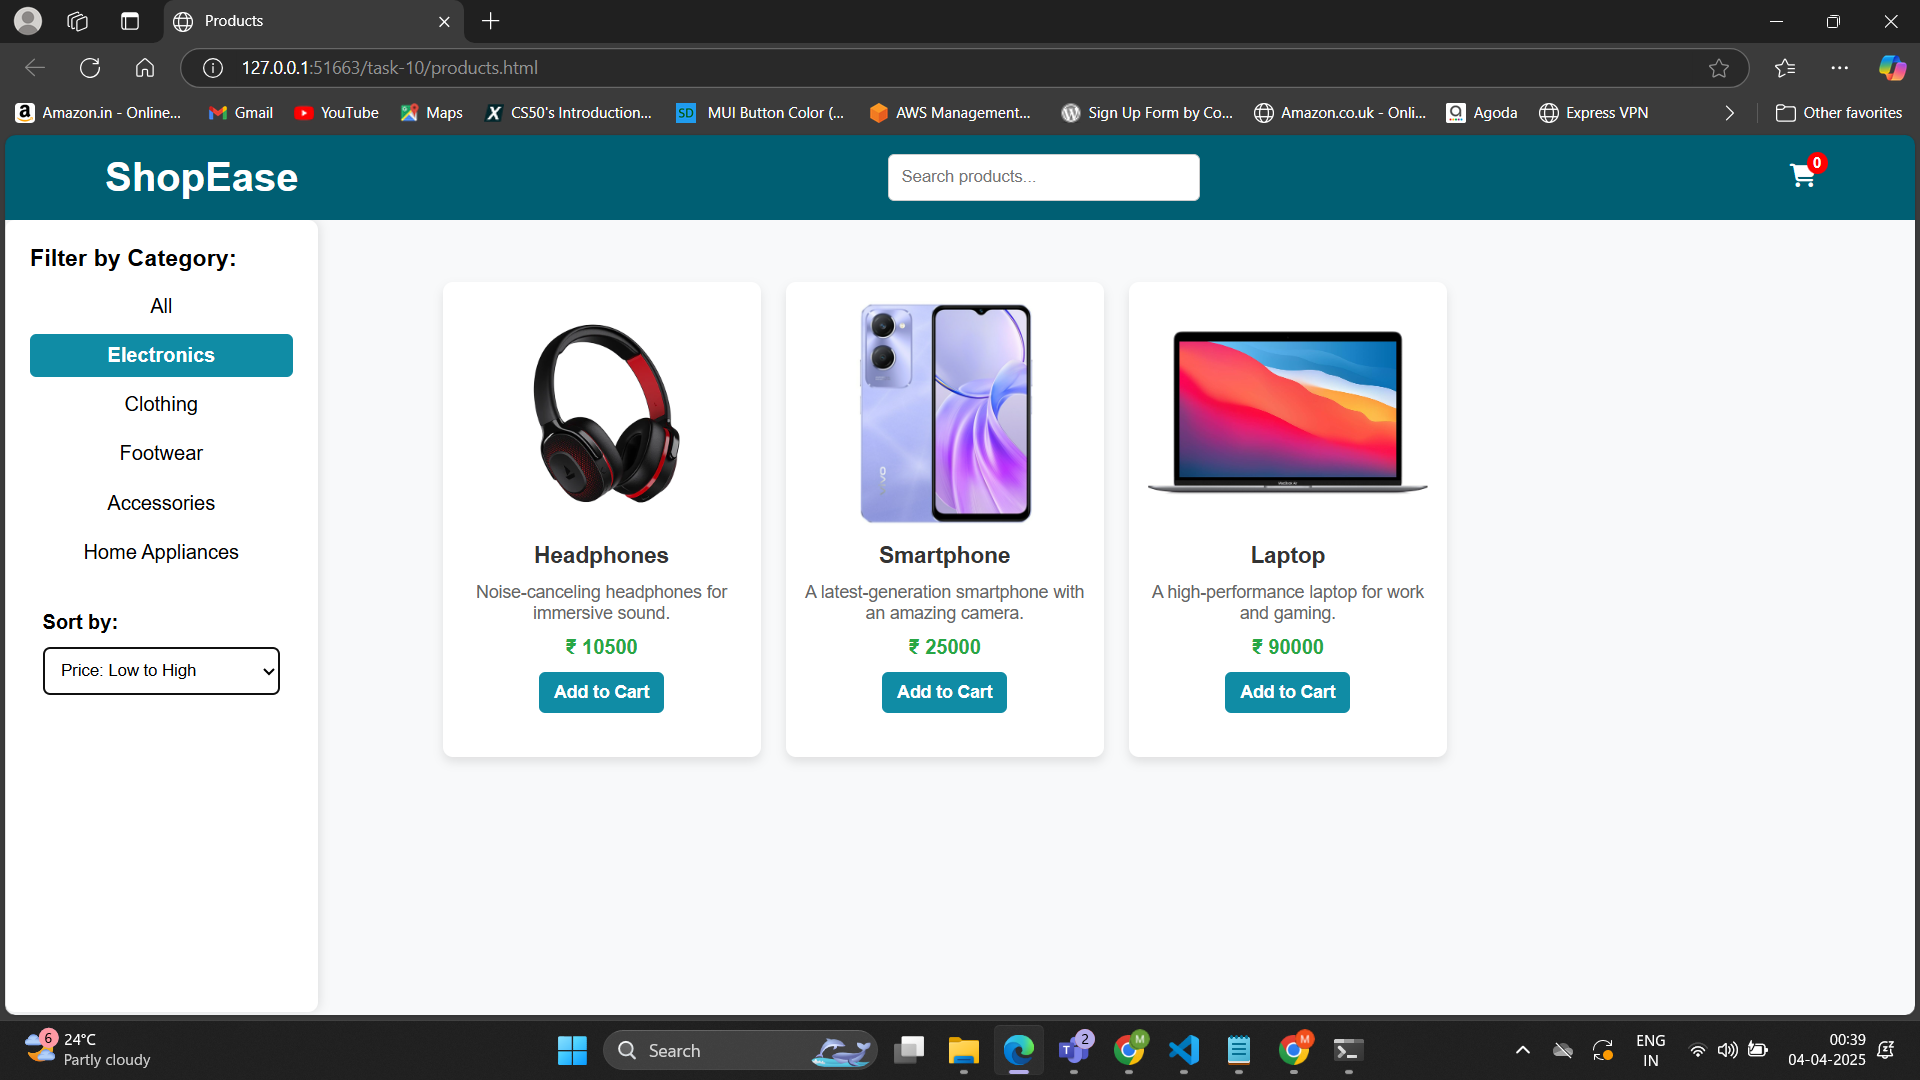 Products
127.0.0.1:51663/task-10/products.html
Amazon.in - Online...
Gmail
YouTube
Maps
CS50's Introduction...
SD
MUI Button Color (...
AWS Management...
Sign Up Form by Co...
Amazon.co.uk - Onli...
Agoda
Express VPN
Other favorites
ShopEase
Search products...
0
Filter by Category:
All
Electronics
Clothing
Footwear
Accessories
Home Appliances
Sort by:
Price: Low to High
Headphones
Noise-canceling headphones for
immersive sound.
₹ 10500
Add to Cart
vivo
Smartphone
A latest-generation smartphone with
an amazing camera.
₹ 25000
Add to Cart
MacBook Air
Laptop
A high-performance laptop for work
and gaming.
₹ 90000
Add to Cart
6
24°C
Partly cloudy
Search
2
M
M
ENG
IN
00:39
04-04-2025